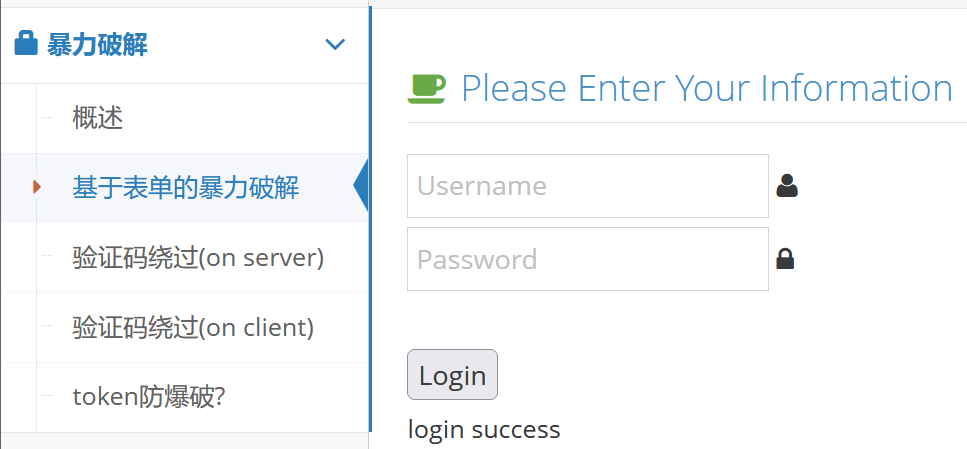 暴力破解
概述
基于表单的暴力破解
验证码绕过(on server)
验证码绕过(on client)
token防爆破?
Please Enter Your Information
Username
Password
Login
login success